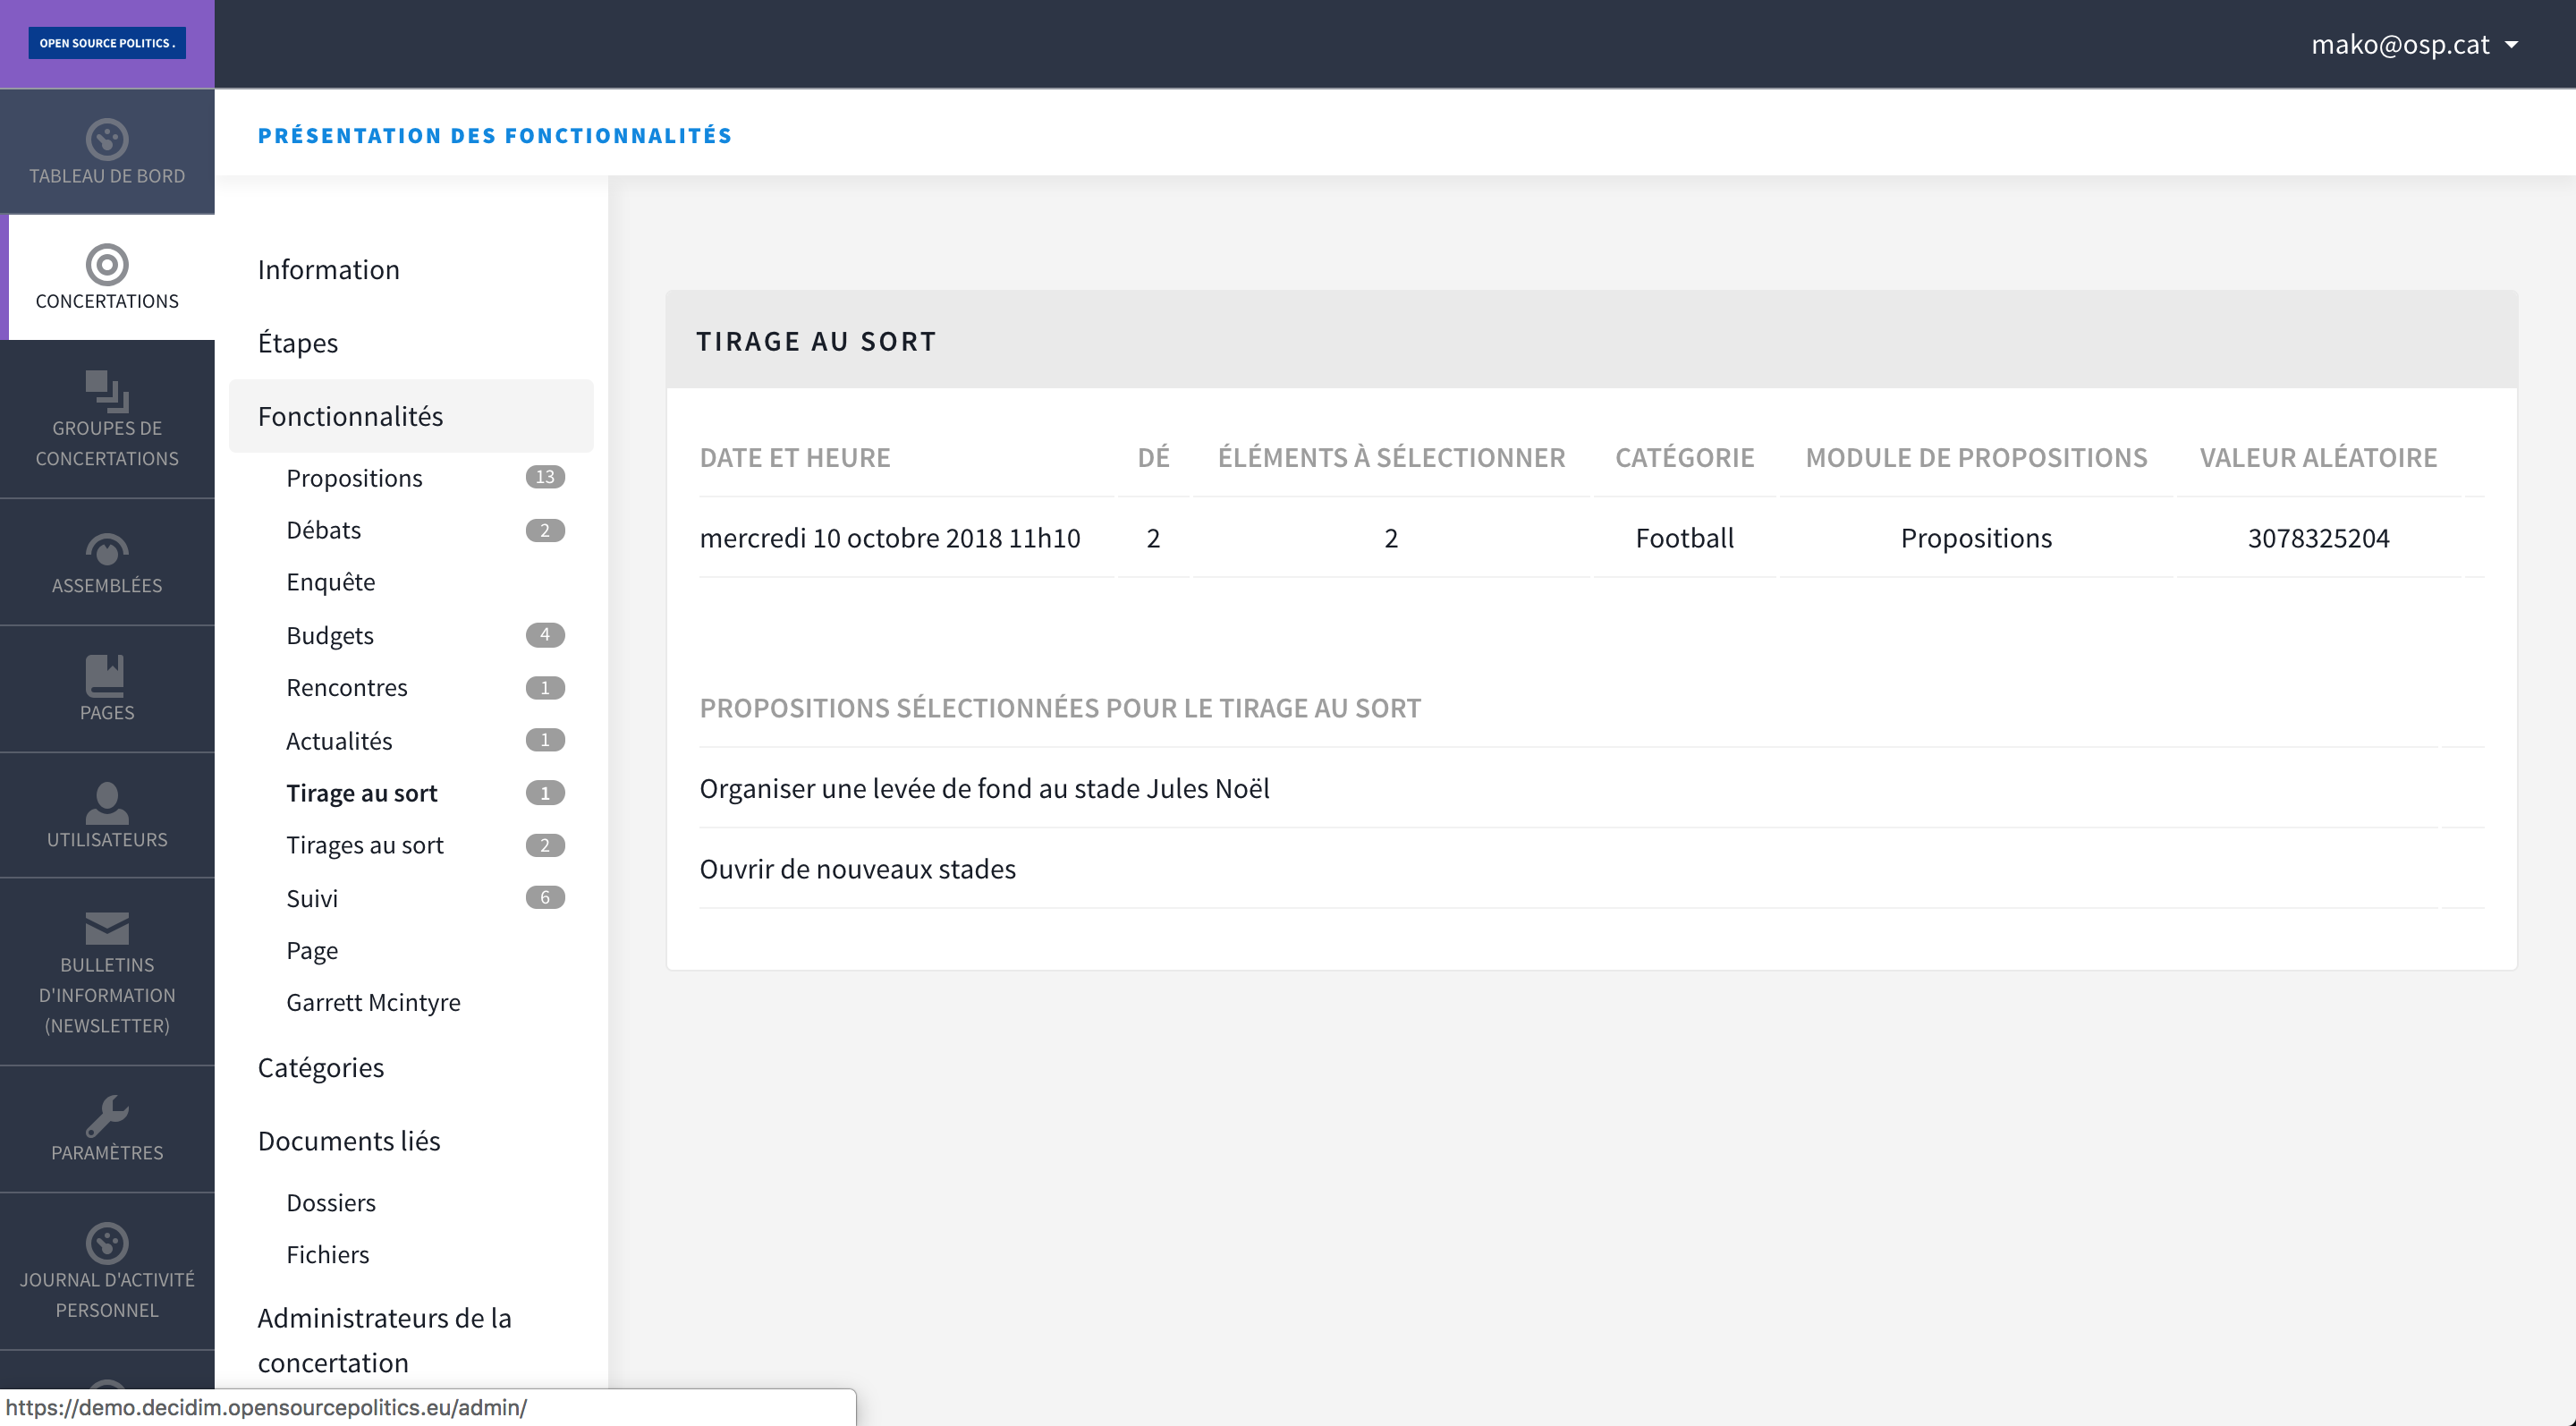 OPEN SOURCE POLITICS .
mako@osp.cat
TABLEAU DE BORD
CONCERTATIONS
GROUPES DE
CONCERTATIONS
ASSEMBLÉES
PAGES
UTILISATEURS
BULLETINS
D'INFORMATION
(NEWSLETTER)
PARAMÈTRES
JOURNAL D'ACTIVITÉ
PERSONNEL
PRÉSENTATION DES FONCTIONNALITÉS
Information
Étapes
Fonctionnalités
Propositions 13
Débats 2
Enquête
Budgets 4
Rencontres 1
Actualités 1
Tirage au sort 1
Tirages au sort 2
Suivi 6
Page
Garrett Mcintyre
Catégories
Documents liés
Dossiers
Fichiers
Administrateurs de la
concertation
TIRAGE AU SORT
DATE ET HEURE DÉ ÉLÉMENTS À SÉLECTIONNER CATÉGORIE MODULE DE PROPOSITIONS VALEUR ALÉATOIRE
mercredi 10 octobre 2018 11h10 2 2 Football Propositions 3078325204
PROPOSITIONS SÉLECTIONNÉES POUR LE TIRAGE AU SORT
Organiser une levée de fond au stade Jules Noël
Ouvrir de nouveaux stades
https://demo.decidim.opensourcepolitics.eu/admin/